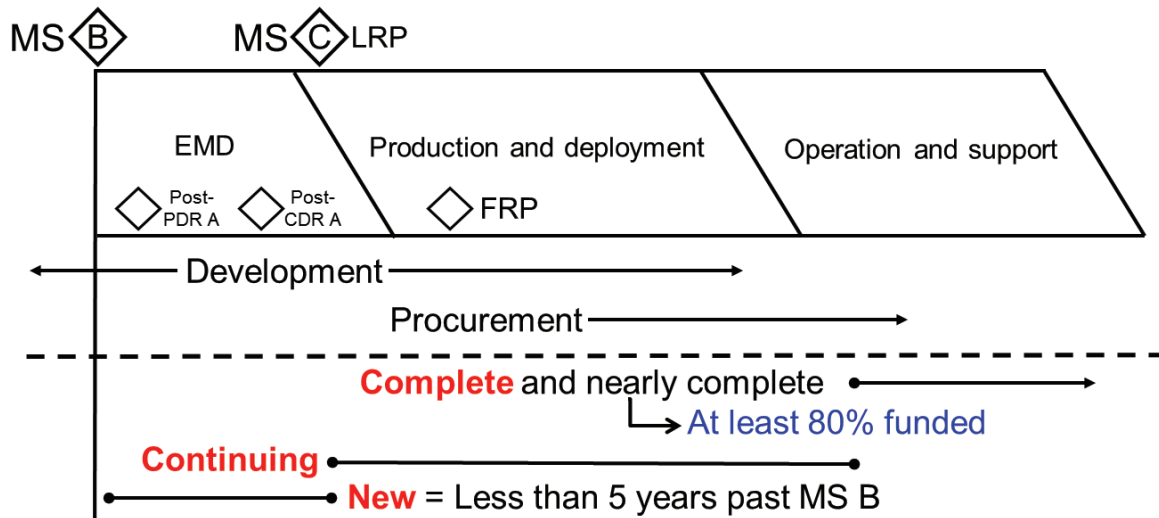 MS B
MS C LRP
EMD
Production and deployment
Operation and support
Post-
PDR A
Post-
CDR A
FRP
Development
Procurement
Complete and nearly complete
At least 80% funded
Continuing
New = Less than 5 years past MS B